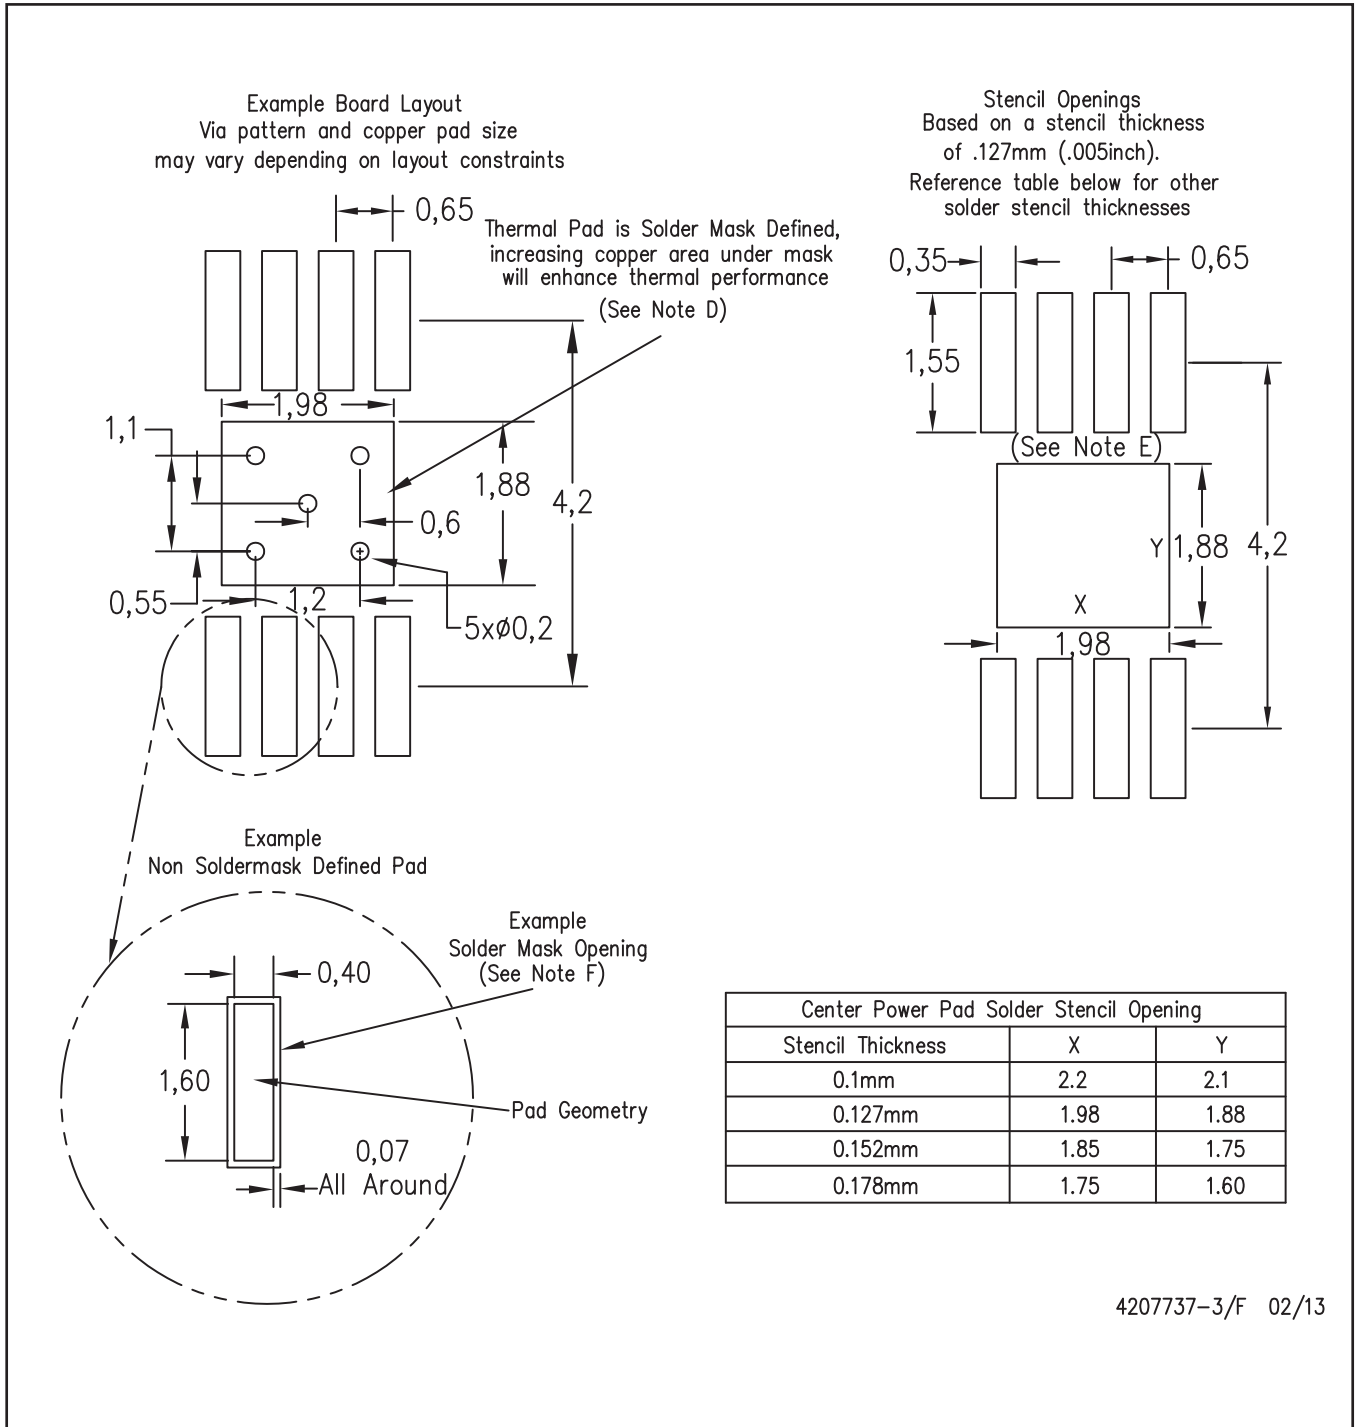 Example Board Layout
Via pattern and copper pad size
may vary depending on layout constraints
0,65
Thermal Pad is Solder Mask Defined,
increasing copper area under mask
will enhance thermal performance
(See Note D)
1,98
1,1
1,88
4,2
0,6
0,55
1,2
5xø0,2
Stencil Openings
Based on a stencil thickness
of .127mm (.005inch).
Reference table below for other
solder stencil thicknesses
0,35
0,65
1,55
(See Note E)
Y
1,88
4,2
X
1,98
Example
Non Soldermask Defined Pad
Example
Solder Mask Opening
(See Note F)
0,40
1,60
Pad Geometry
0,07
All Around
Center Power Pad Solder Stencil Opening
Stencil Thickness X Y
0.1mm 2.2 2.1
0.127mm 1.98 1.88
0.152mm 1.85 1.75
0.178mm 1.75 1.60
4207737-3/F 02/13